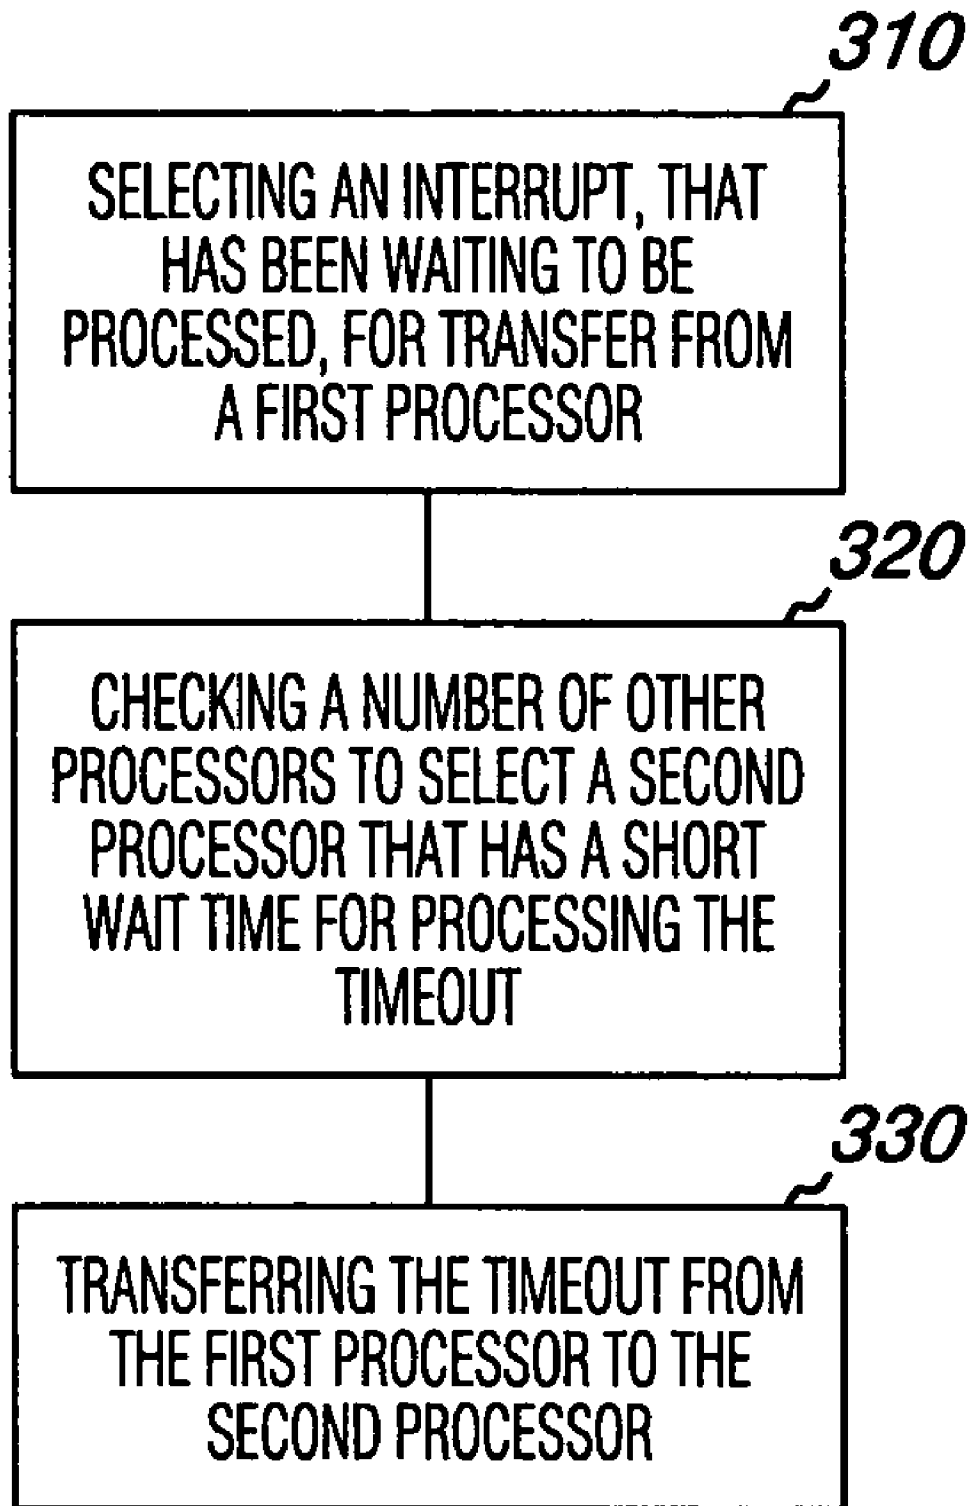 310
SELECTING AN INTERRUPT, THAT
HAS BEEN WAITING TO BE
PROCESSED, FOR TRANSFER FROM
A FIRST PROCESSOR
320
CHECKING A NUMBER OF OTHER
PROCESSORS TO SELECT A SECOND
PROCESSOR THAT HAS A SHORT
WAIT TIME FOR PROCESSING THE
TIMEOUT
330
TRANSFERRING THE TIMEOUT FROM
THE FIRST PROCESSOR TO THE
SECOND PROCESSOR